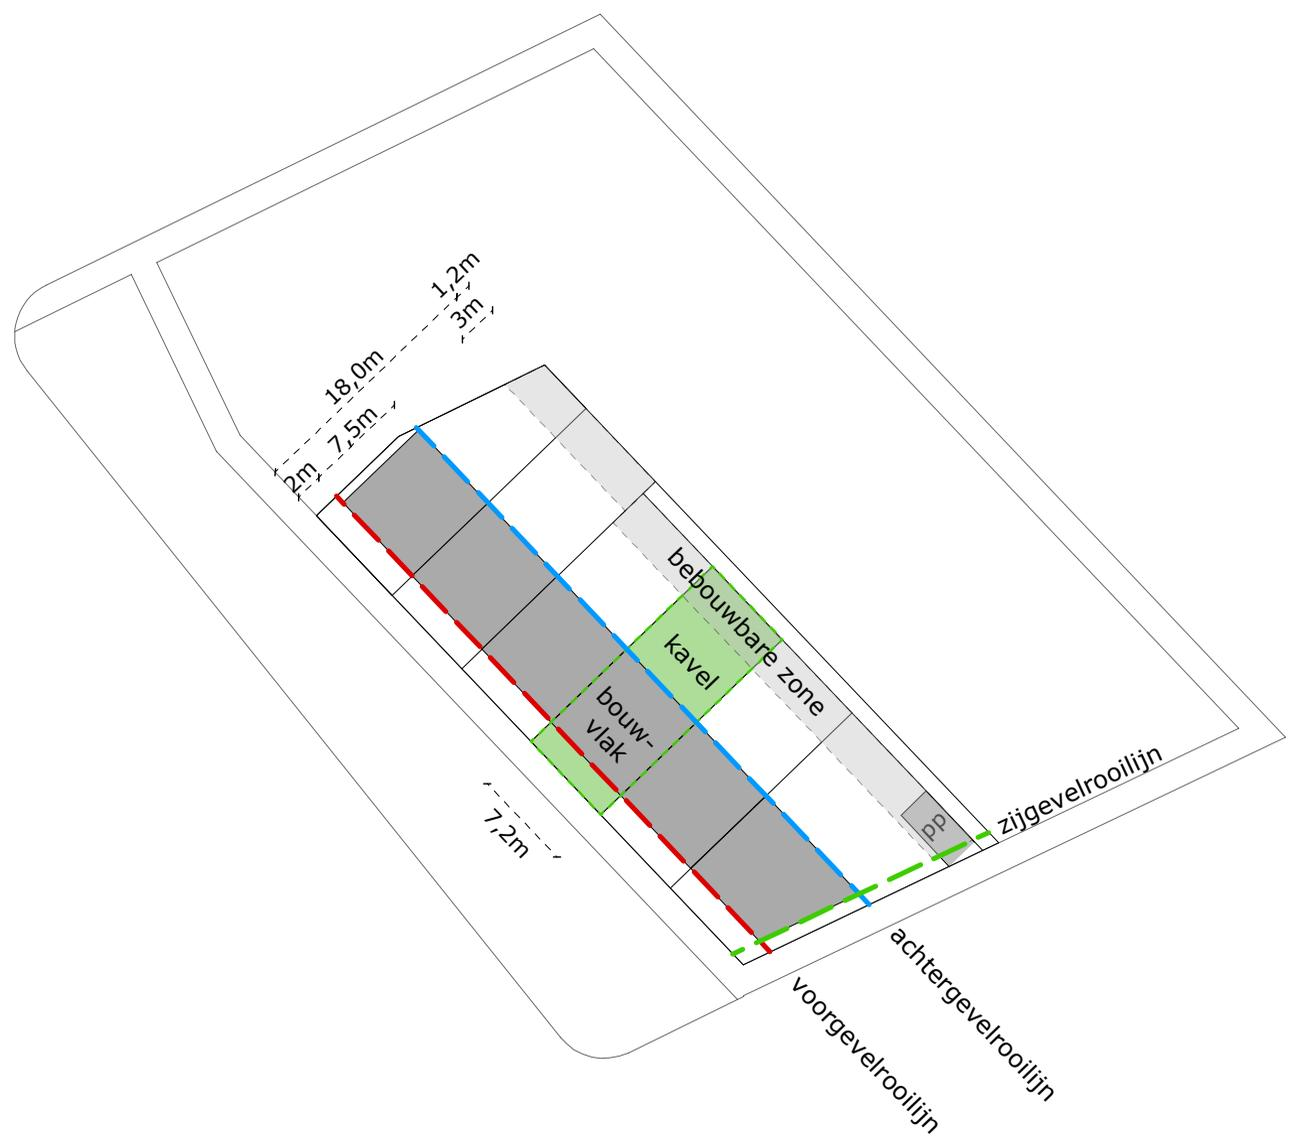 1,2m
3m
18,0m
7,5m
2m
bebouwbare zone
kavel
bouw-
vlak
7,2m
pp
zijgevelrooilijn
achtergevelrooilijn
voorgevelrooilijn